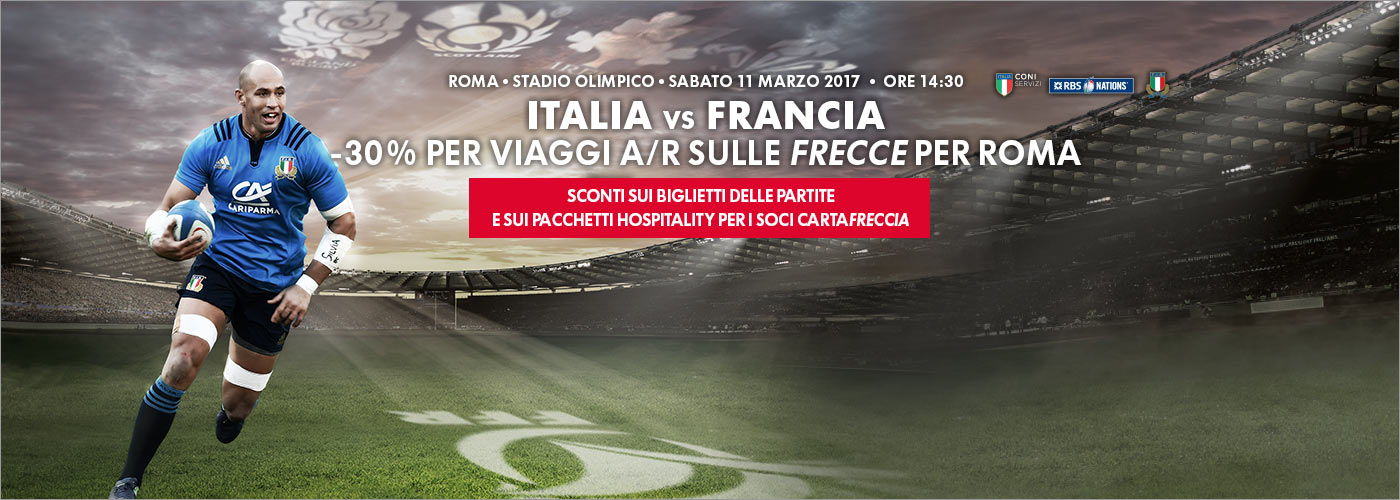 SCOTLAND
ROMA • STADIO OLIMPICO • SABATO 11 MARZO 2017 • ORE 14:30
ITALIA
CONI
SERVIZI
RBS
NATIONS
ITALIA vs FRANCIA
-30% PER VIAGGI A/R SULLE FRECCE PER ROMA
SCONTI SUI BIGLIETTI DELLE PARTITE
E SUI PACCHETTI HOSPITALITY PER I SOCI CARTAFRECCIA
CA
CARIPARMA
SILVIA